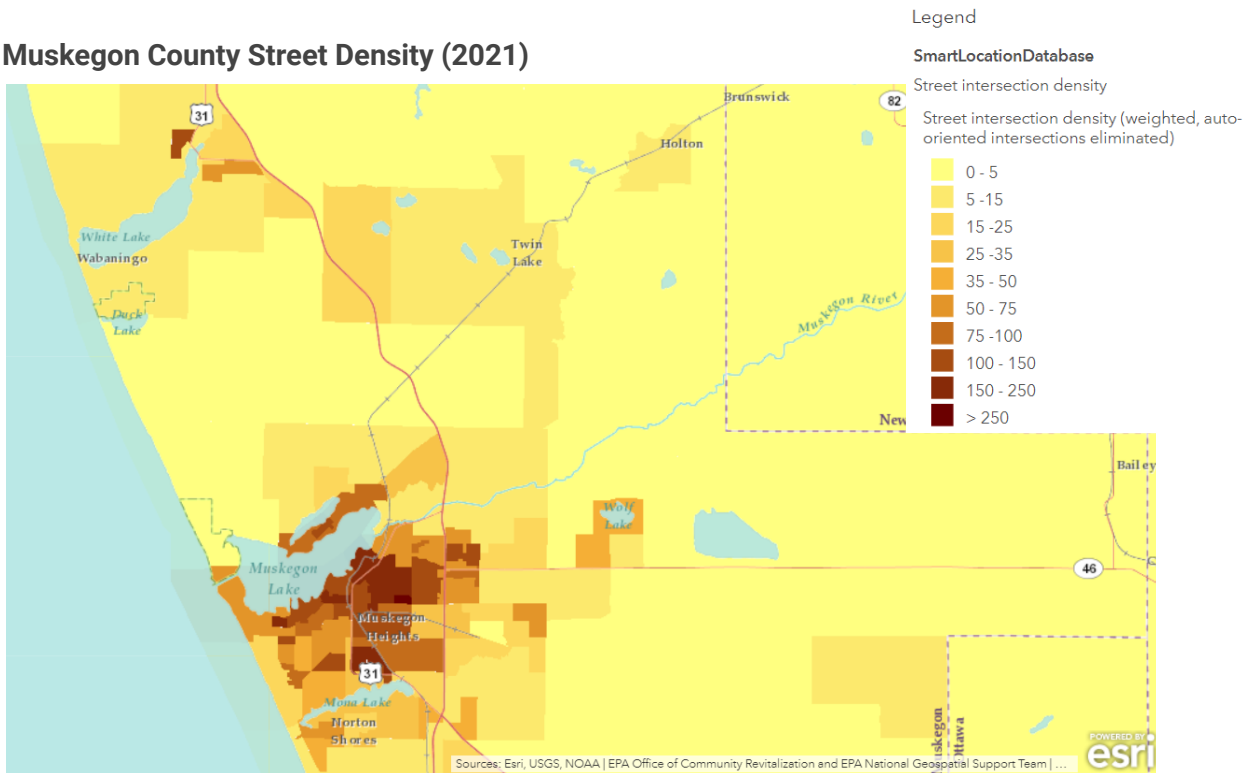 Legend
Muskegon County Street Density (2021)
SmartLocationDatabase
Street intersection density
Street intersection density (weighted, auto-
oriented intersections eliminated)
0 - 5
5 -15
15 -25
25 -35
35 - 50
50 - 75
75 -100
100 - 150
150 - 250
> 250
31
Brunswick
82
Holton
White Lake
Wabaningo
Twin
Lake
Duck
Lake
Muskegon River
New
Bailey
Wolf
Lake
Muskegon
Lake
46
Muskegon
Heights
31
Mona Lake
Norton
Shores
Muskegon
Ottawa
POWERED BY
esri
Sources: Esri, USGS, NOAA | EPA Office of Community Revitalization and EPA National Geospatial Support Team | ...